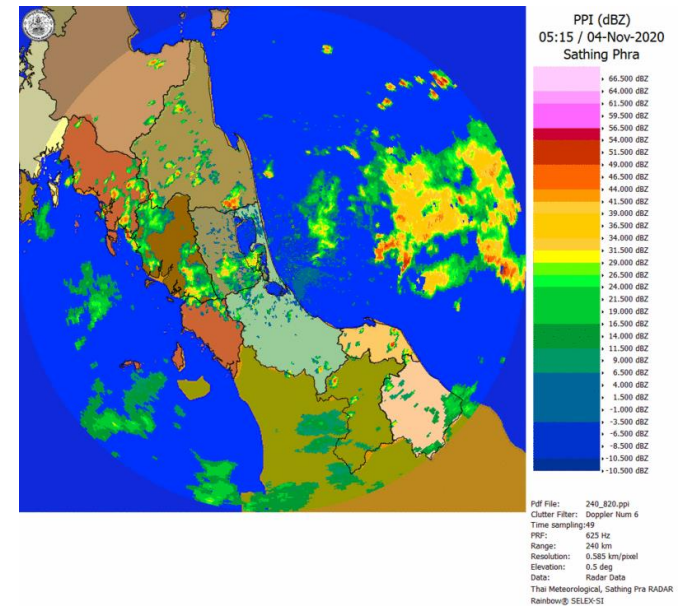 PPI (dBZ)
05:15 / 04-Nov-2020
Sathing Phra
66.500 dBZ
64.000 dBZ
61.500 dBZ
59.500 dBZ
56.500 dBZ
54.000 dBZ
51.500 dBZ
49.000 dBZ
46.500 dBZ
44.000 dBZ
41.500 dBZ
39.000 dBZ
36.500 dBZ
34.000 dBZ
31.500 dBZ
29.000 dBZ
26.500 dBZ
24.000 dBZ
21.500 dBZ
19.000 dBZ
16.500 dBZ
14.000 dBZ
11.500 dBZ
9.000 dBZ
6.500 dBZ
4.000 dBZ
1.500 dBZ
-1.000 dBZ
-3.500 dBZ
-6.500 dBZ
-8.500 dBZ
-10.500 dBZ
-10.500 dBZ
Pdf File: 240_820.ppi
Clutter Filter: Doppler Num 6
Time sampling:49
PRF: 625 Hz
Range: 240 km
Resolution: 0.585 km/pixel
Elevation: 0.5 deg
Data: Radar Data
Thai Meteorological, Sathing Pra RADAR
Rainbow® SELEX-SI